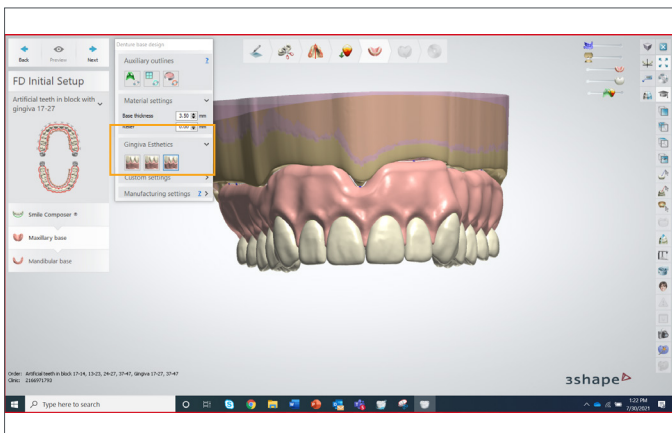 Back
Preview
Next
FD Initial Setup
Artificial teeth in block with gingiva 17-27
Smile Composer
Maxillary base
Mandibular base
Denture base design
Auxiliary outlines
?
Material settings
Base thickness
3.50
mm
0.00
mm
Gingiva Esthetics
Custom settings
Manufacturing settings
?
Order: Artificial teeth in block 17-14, 13-23, 24-27, 37-47, Gingiva 17-27, 37-47
Clinic: 2166971793
3shape
Type here to search
1:22 PM
7/30/2021